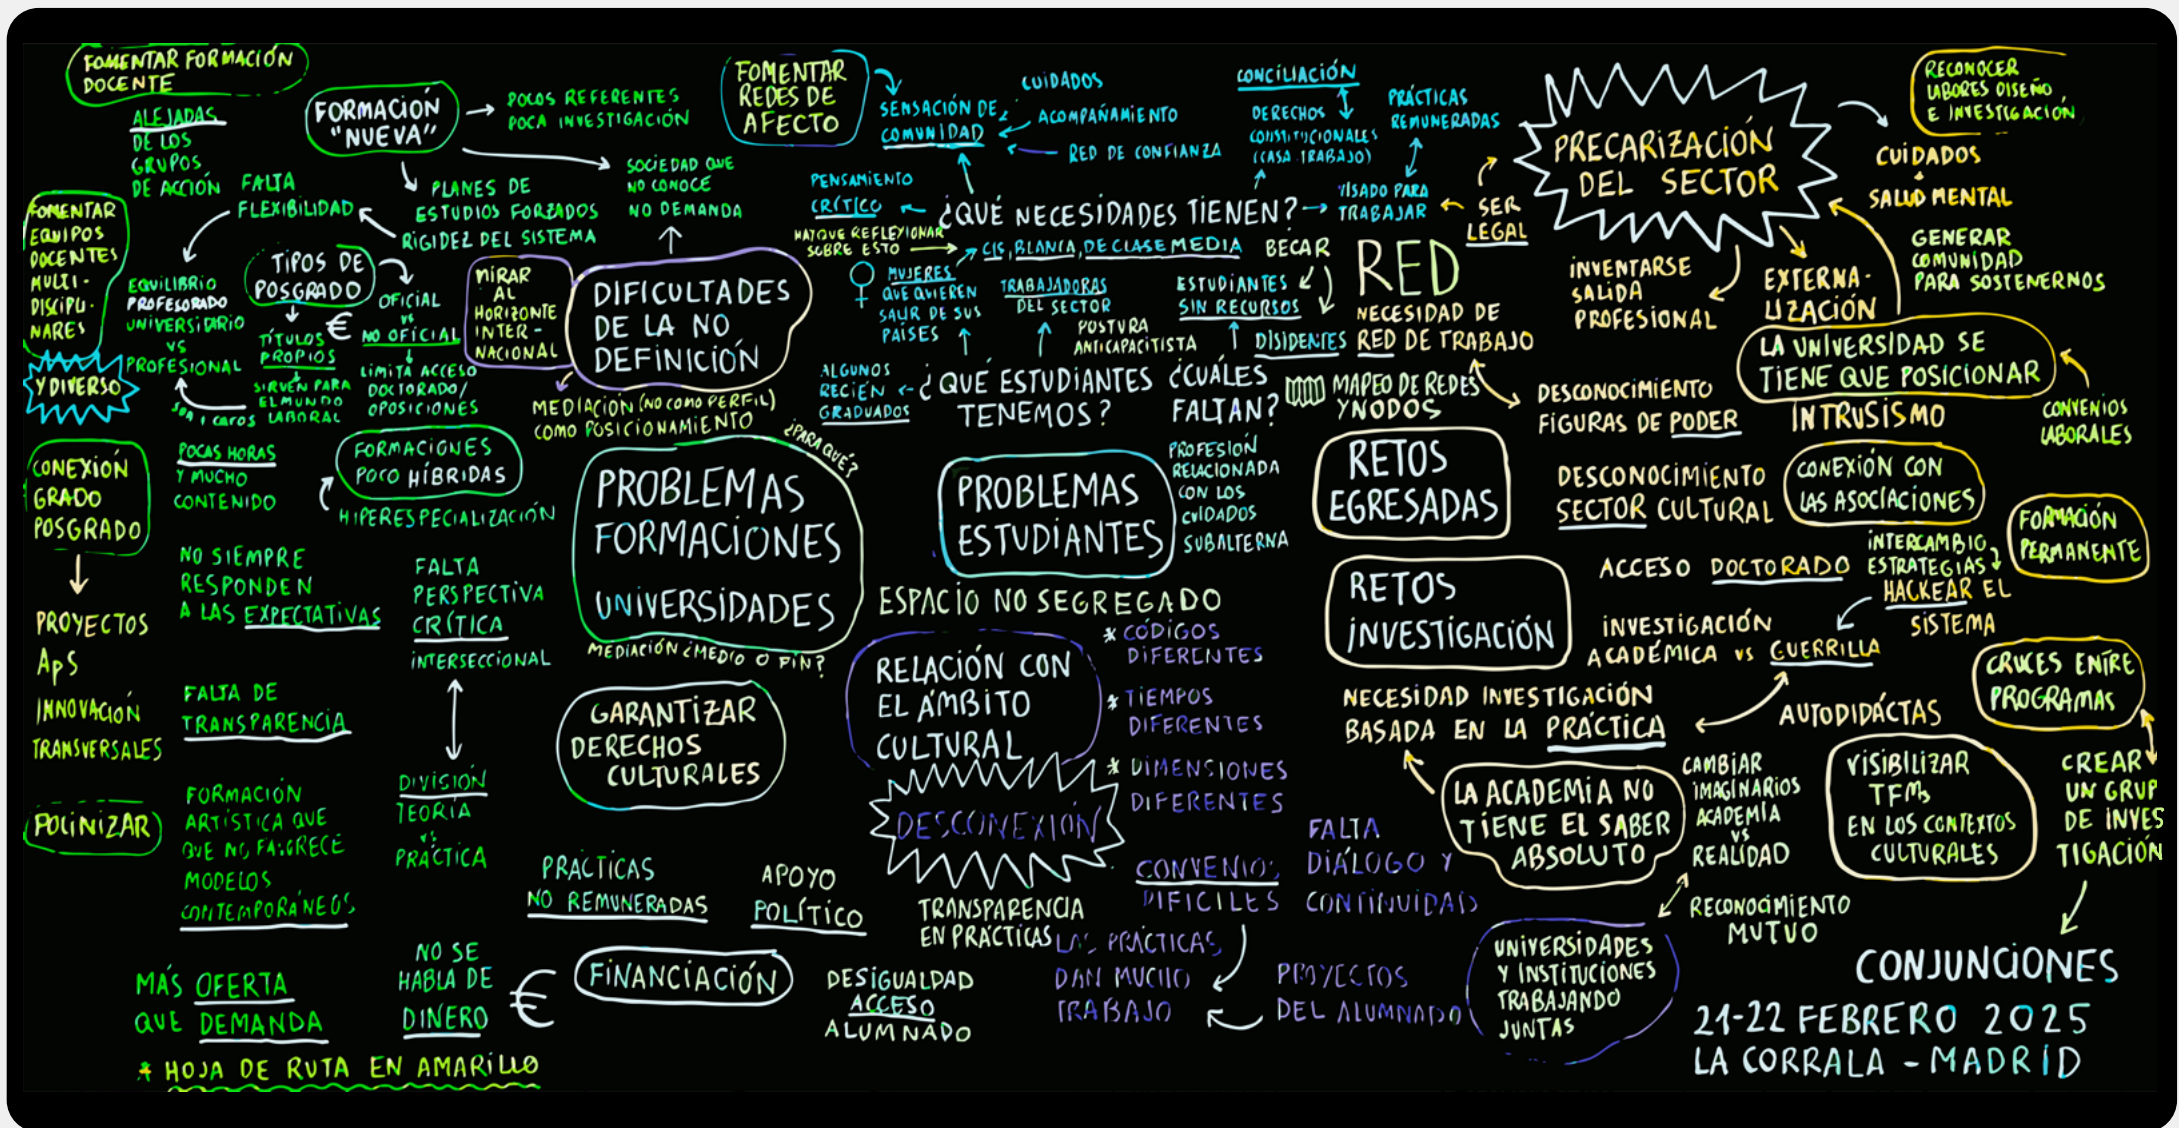 FOMENTAR FORMACIÓN
DOCENTE
ALEJADAS
DE LOS
GRUPOS
DE ACCIÓN
FORMACIÓN
"NUEVA"
POCOS REFERENTES
POCA INVESTIGACIÓN
SOCIEDAD QUE
NO CONOCE
NO DEMANDA
PLANES DE
ESTUDIOS FORZADOS
RIGIDEZ DEL SISTEMA
FALTA
FLEXIBILIDAD
FOMENTAR
EQUIPOS
DOCENTES
MULTI-
DISCIPLI-
NARES
Y DIVERSO
EQUILIBRIO
PROFESORADO
UNIVERSITARIO
VS
PROFESIONAL
TIPOS DE
POSGRADO
OFICIAL
VS
NO OFICIAL
LIMITA ACCESO
DOCTORADO/
OPOSICIONES
TÍTULOS €
PROPIOS
SIRVEN PARA
EL MUNDO
LABORAL
SON + CAROS
MIRAR
AL
HORIZONTE
INTER-
NACIONAL
DIFICULTADES
DE LA NO
DEFINICIÓN
MEDIACIÓN (NO COMO PERFIL)
COMO POSICIONAMIENTO
¿PARA QUÉ?
CONEXIÓN
GRADO
POSGRADO
PROYECTOS
ApS
INNOVACIÓN
TRANSVERSALES
POLINIZAR
POCAS HORAS
Y MUCHO
CONTENIDO
FORMACIONES
POCO HÍBRIDAS
HIPERESPECIALIZACIÓN
NO SIEMPRE
RESPONDEN
A LAS EXPECTATIVAS
FALTA
PERSPECTIVA
CRÍTICA
INTERSECCIONAL
DIVISIÓN
TEORÍA
VS
PRÁCTICA
FALTA DE
TRANSPARENCIA
FORMACIÓN
ARTÍSTICA QUE
QUE NO FAVORECE
MODELOS
CONTEMPORÁNEOS
MÁS OFERTA
QUE DEMANDA
NO SE
HABLA DE
DINERO
€
* HOJA DE RUTA EN AMARILLO
PROBLEMAS
FORMACIONES
UNIVERSIDADES
MEDIACIÓN ¿MEDIO O FIN?
GARANTIZAR
DERECHOS
CULTURALES
PRÁCTICAS
NO REMUNERADAS
APOYO
POLÍTICO
FINANCIACIÓN
FOMENTAR
REDES DE
AFECTO
SENSACIÓN DE
COMUNIDAD
CUIDADOS
ACOMPAÑAMIENTO
RED DE CONFIANZA
CONCILIACIÓN
DERECHOS
CONSTITUCIONALES
(CASA TRABAJO)
PRÁCTICAS
REMUNERADAS
VISADO PARA
TRABAJAR
SER
LEGAL
PENSAMIENTO
CRÍTICO
¿QUÉ NECESIDADES TIENEN?
HAY QUE REFLEXIONAR
SOBRE ESTO
CIS, BLANCA, DE CLASE MEDIA
MUJERES
QUE QUIEREN
SALIR DE SUS
PAÍSES
TRABAJADORAS
DEL SECTOR
POSTURA
ANTICAPACITISTA
BECAR
ESTUDIANTES
SIN RECURSOS
DISIDENTES
ALGUNOS
RECIÉN
GRADUADOS
¿QUÉ ESTUDIANTES
TENEMOS?
¿CUÁLES
FALTAN?
PROBLEMAS
ESTUDIANTES
PROFESIÓN
RELACIONADA
CON LOS
CUIDADOS
SUBALTERNA
ESPACIO NO SEGREGADO
RELACIÓN CON
EL ÁMBITO
CULTURAL
DESCONEXIÓN
* CÓDIGOS
DIFERENTES
* TIEMPOS
DIFERENTES
* DIMENSIONES
DIFERENTES
CONVENIOS
DIFICILES
FALTA
DIÁLOGO Y
CONTINUIDAD
TRANSPARENCIA
EN PRÁCTICAS
LAS PRÁCTICAS
DAN MUCHO
TRABAJO
PROYECTOS
DEL ALUMNADO
DESIGUALDAD
ACCESO
ALUMNADO
RED
NECESIDAD DE
RED DE TRABAJO
MAPEO DE REDES
Y NODOS
PRECARIZACIÓN
DEL SECTOR
RECONOCER
LABORES DISEÑO
E INVESTIGACIÓN
CUIDADOS
+
SALUD MENTAL
GENERAR
COMUNIDAD
PARA SOSTENERNOS
INVENTARSE
SALIDA
PROFESIONAL
EXTERNA-
LIZACIÓN
LA UNIVERSIDAD SE
TIENE QUE POSICIONAR
CONVENIOS
LABORALES
INTRUSISMO
DESCONOCIMIENTO
FIGURAS DE PODER
RETOS
EGRESADAS
DESCONOCIMIENTO
SECTOR CULTURAL
CONEXIÓN CON
LAS ASOCIACIONES
FORMACIÓN
PERMANENTE
RETOS
INVESTIGACIÓN
ACCESO DOCTORADO
INTERCAMBIO
ESTRATEGIAS
HACKEAR EL
SISTEMA
INVESTIGACIÓN
ACADÉMICA VS GUERRILLA
CRUCES ENTRE
PROGRAMAS
NECESIDAD INVESTIGACIÓN
BASADA EN LA PRÁCTICA
AUTODIDÁCTAS
LA ACADEMIA NO
TIENE EL SABER
ABSOLUTO
CAMBIAR
IMAGINARIOS
ACADEMÍA
VS
REALIDAD
RECONOCIMIENTO
MUTUO
VISIBILIZAR
TFMs
EN LOS CONTEXTOS
CULTURALES
CREAR
UN GRUP
DE INVES
TIGACIÓN
UNIVERSIDADES
Y INSTITUCIONES
TRABAJANDO
JUNTAS
CONJUNCIONES
21-22 FEBRERO 2025
LA CORRALA - MADRID